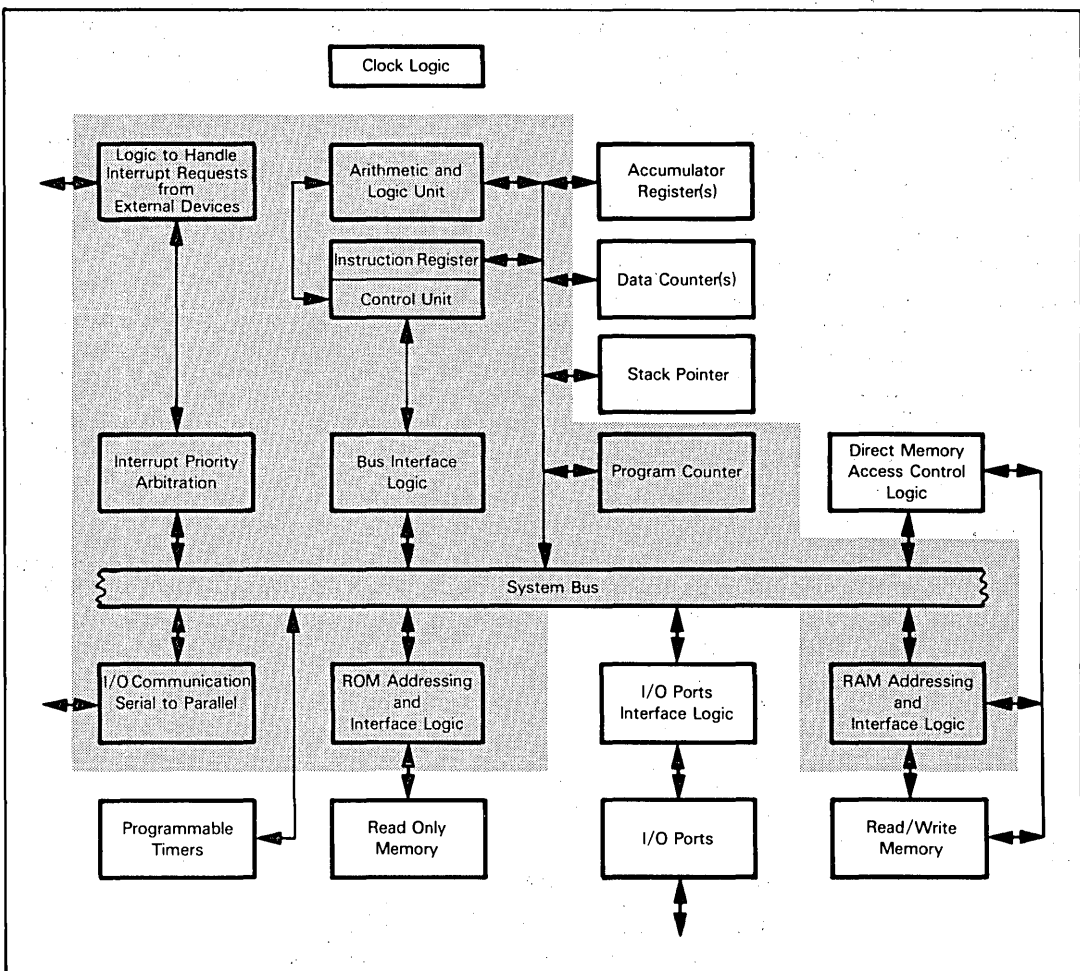 Clock Logic
Logic to Handle
Interrupt Requests
from
External Devices
Arithmetic and
Logic Unit
Accumulator
Register(s)
Instruction Register
Control Unit
Data Counter(s)
Stack Pointer
Interrupt Priority
Arbitration
Bus Interface
Logic
Program Counter
Direct Memory
Access Control
Logic
System Bus
I/O Communication
Serial to Parallel
ROM Addressing
and
Interface Logic
I/O Ports
Interface Logic
RAM Addressing
and
Interface Logic
Programmable
Timers
Read Only
Memory
I/O Ports
Read/Write
Memory